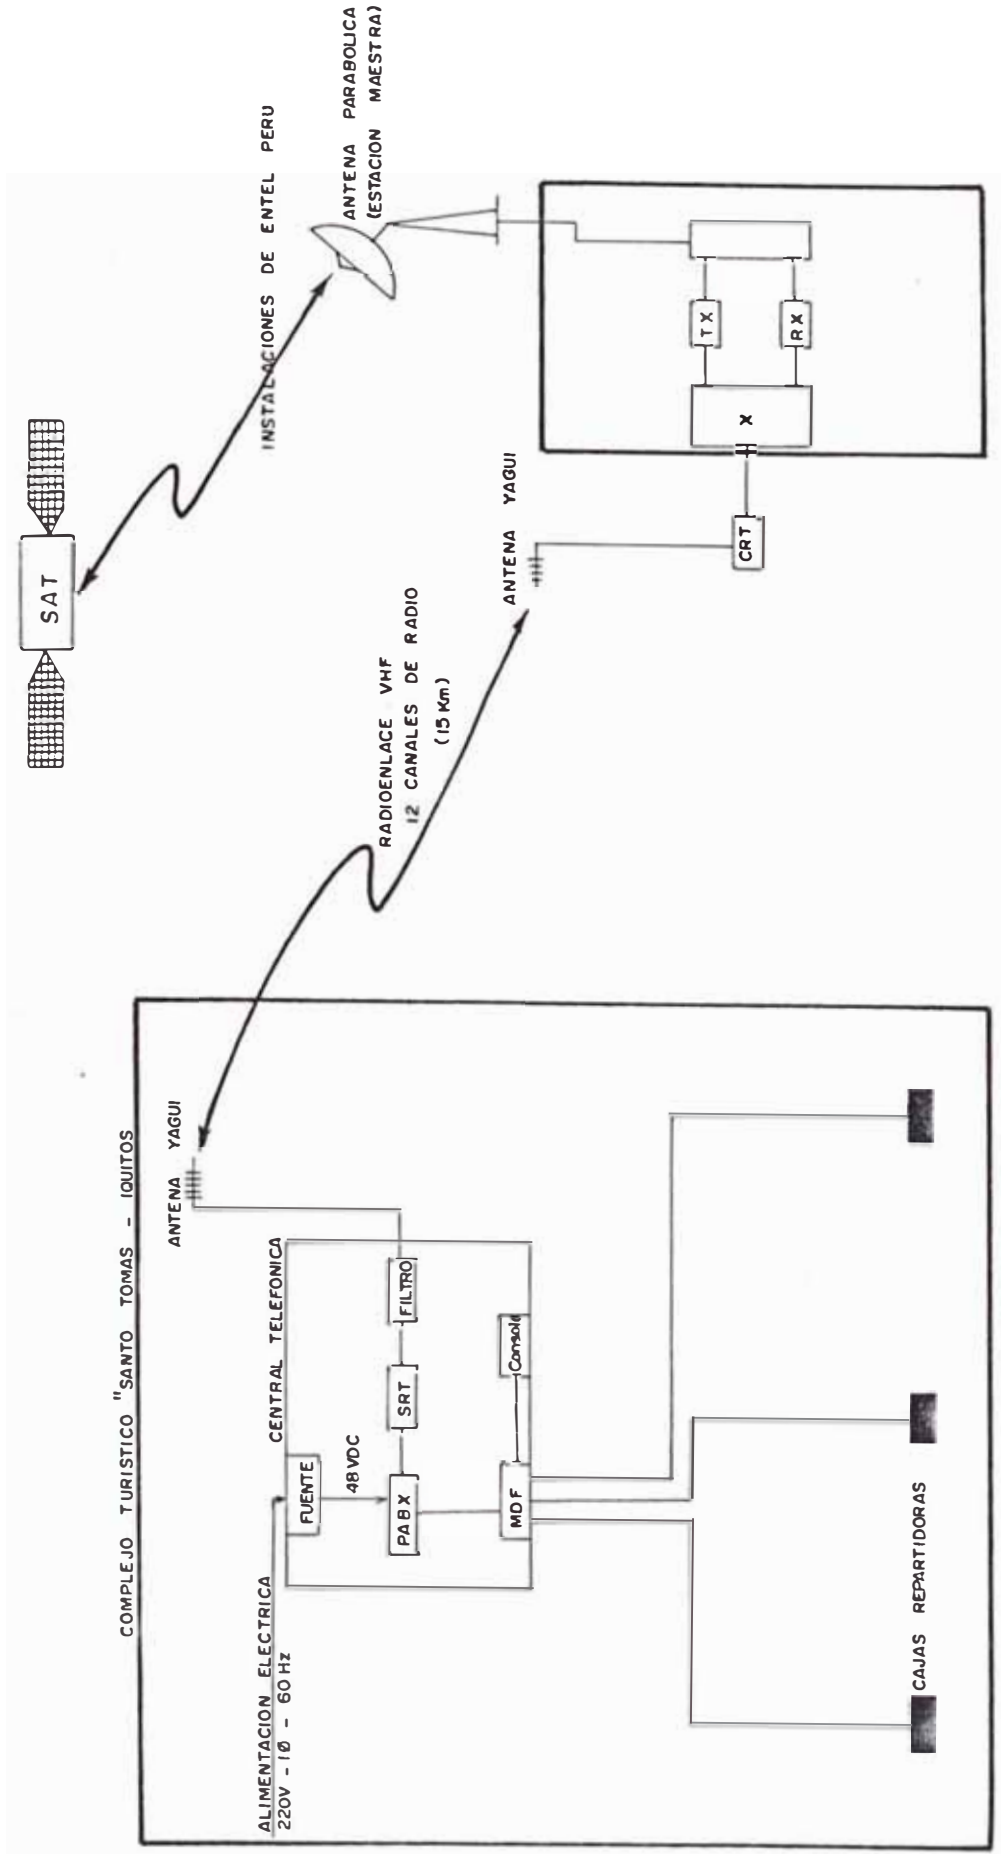 COMPLEJO TURISTICO "SANTO TOMAS - IQUITOS
ALIMENTACION ELECTRICA
220V - 1Ø - 60 Hz
CENTRAL TELEFONICA
FUENTE
48 VDC
PABX
SRT
FILTRO
MDF
Console
ANTENA YAGUI
CAJAS REPARTIDORAS
RADIOENLACE VHF
12 CANALES DE RADIO
(15 Km)
SAT
INSTALACIONES DE ENTEL PERU
ANTENA PARABOLICA
(ESTACION MAESTRA)
ANTENA YAGUI
CRT
X
TX
RX